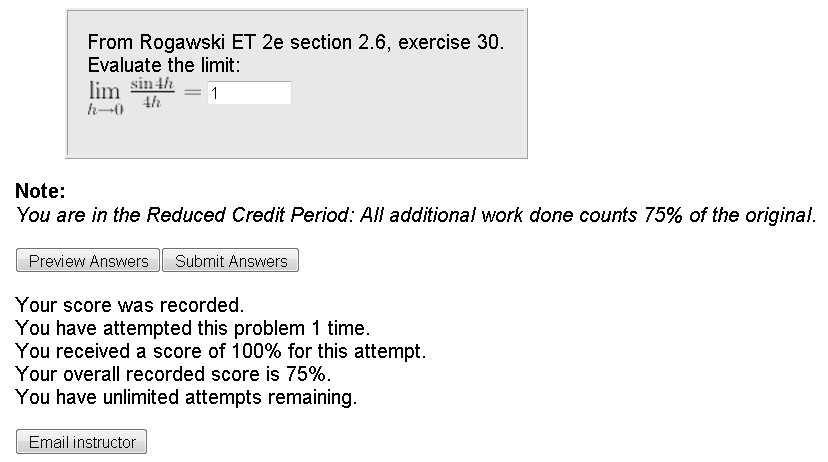 From Rogawski ET 2e section 2.6, exercise 30.
Evaluate the limit:
lim h→0 sin 4h / 4h = 1
Note:
You are in the Reduced Credit Period: All additional work done counts 75% of the original.
Preview Answers Submit Answers
Your score was recorded.
You have attempted this problem 1 time.
You received a score of 100% for this attempt.
Your overall recorded score is 75%.
You have unlimited attempts remaining.
Email instructor